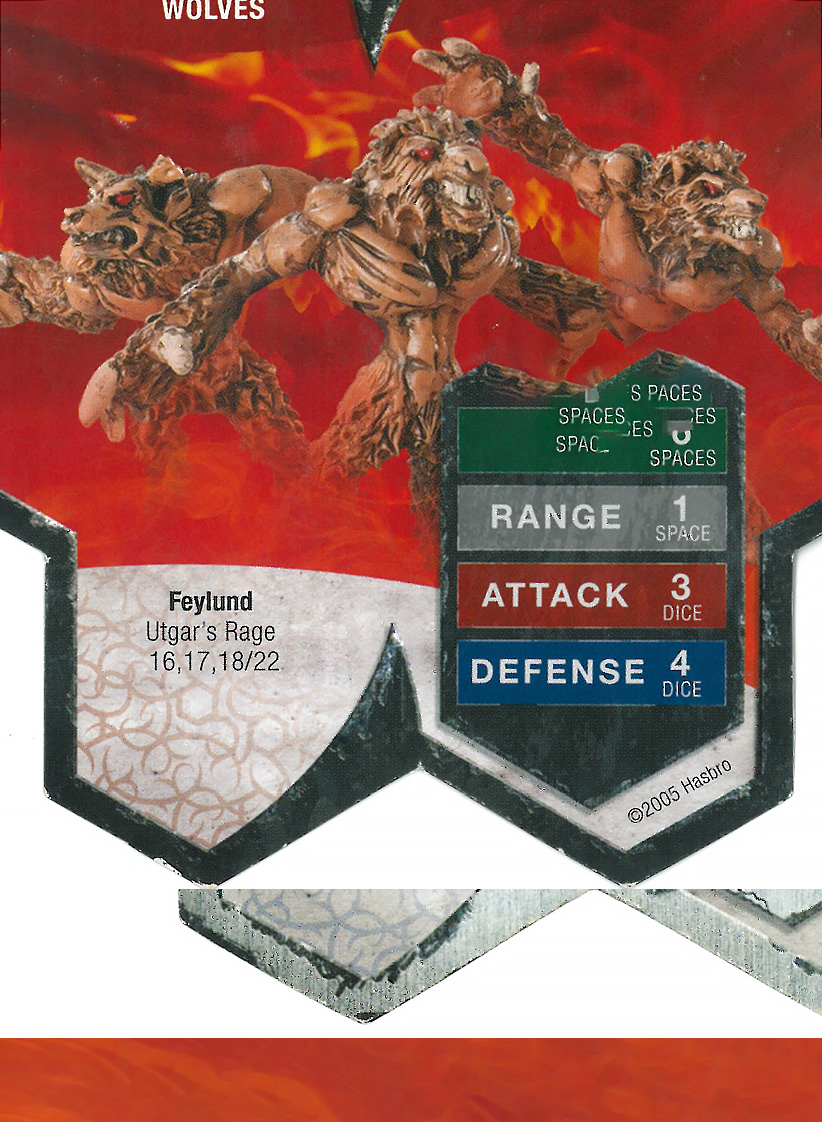 WOLVES
SPACES
SPACES
SPACES
RANGE 1
SPACE
ATTACK 3
DICE
DEFENSE 4
DICE
Feylund
Utgar's Rage
16,17,18/22
©2005 Hasbro